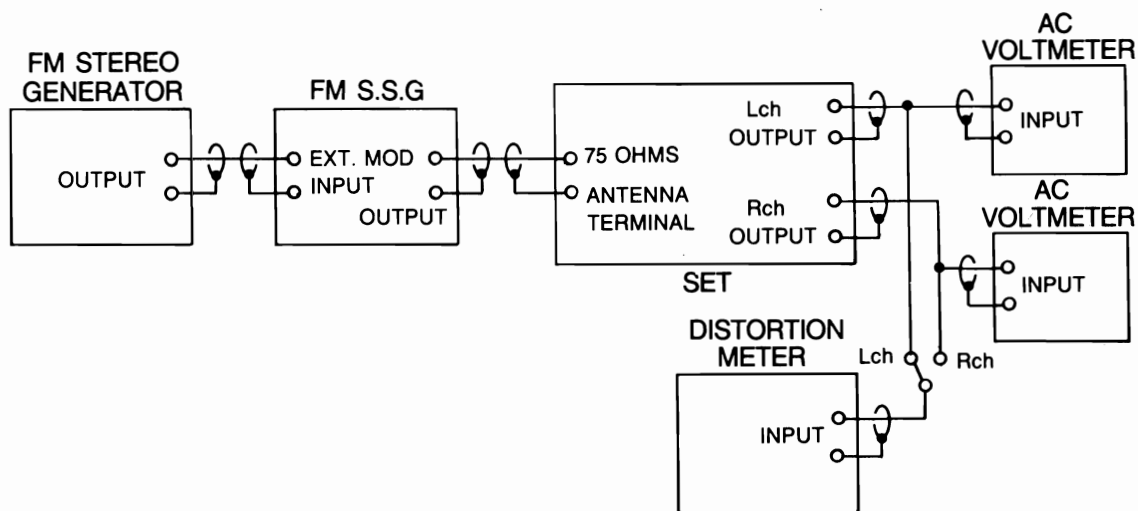 FM STEREO
GENERATOR
OUTPUT
FM S.S.G
EXT. MOD
INPUT
OUTPUT
75 OHMS
ANTENNA
TERMINAL
Lch
OUTPUT
Rch
OUTPUT
SET
AC
VOLTMETER
INPUT
AC
VOLTMETER
INPUT
DISTORTION
METER
INPUT
Lch
Rch